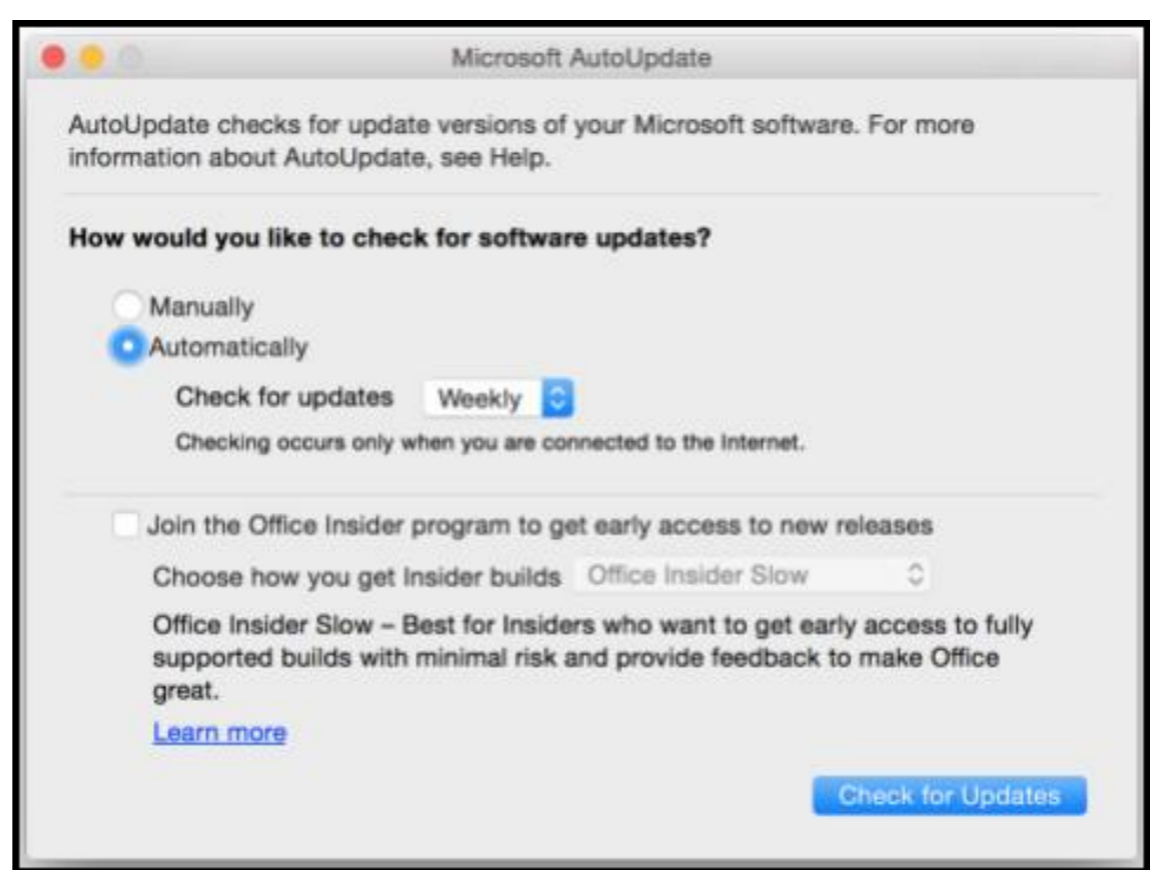 Microsoft AutoUpdate
AutoUpdate checks for update versions of your Microsoft software. For more
information about AutoUpdate, see Help.
How would you like to check for software updates?
Manually
Automatically
Check for updates Weekly
Checking occurs only when you are connected to the Internet.
Join the Office Insider program to get early access to new releases
Choose how you get Insider builds Office Insider Slow
Office Insider Slow – Best for Insiders who want to get early access to fully
supported builds with minimal risk and provide feedback to make Office
great.
Learn more
Check for Updates